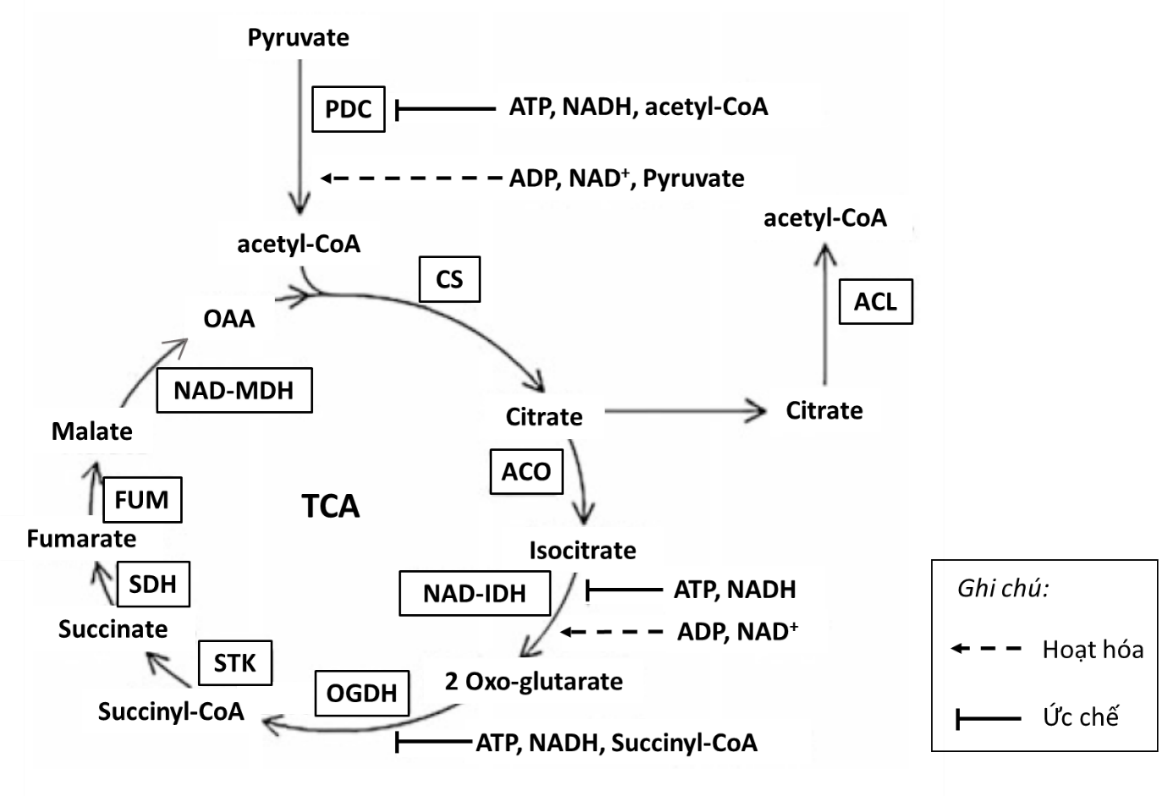 Pyruvate
PDC
ATP, NADH, acetyl-CoA
ADP, NAD⁺, Pyruvate
acetyl-CoA
acetyl-CoA
CS
ACL
OAA
NAD-MDH
Citrate
Citrate
Malate
ACO
FUM
TCA
Fumarate
Isocitrate
SDH
NAD-IDH
ATP, NADH
Ghi chú:
Succinate
ADP, NAD⁺
Hoạt hóa
STK
OGDH
2 Oxo-glutarate
Succinyl-CoA
Ức chế
ATP, NADH, Succinyl-CoA